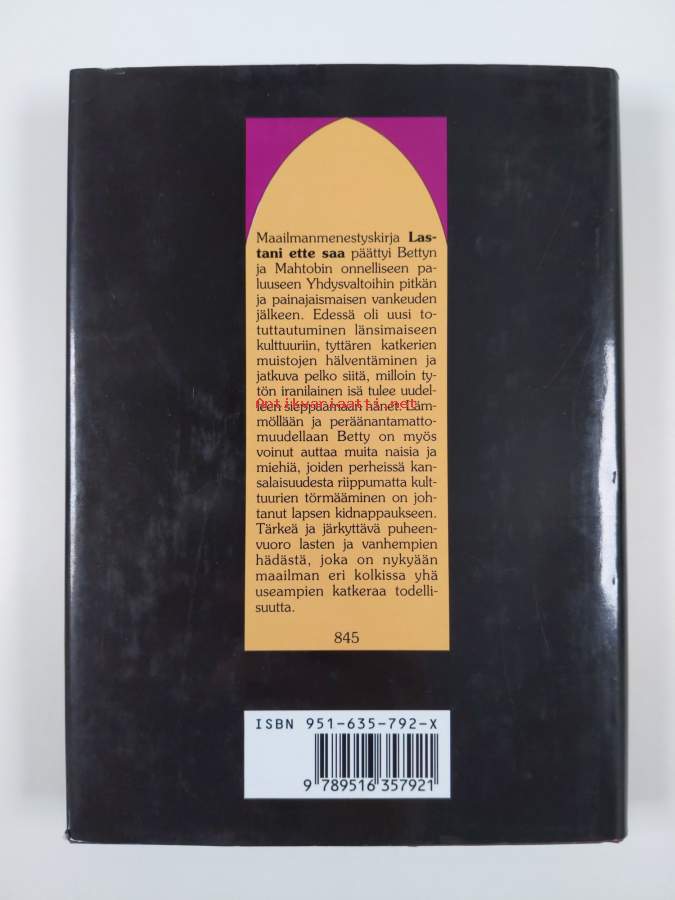 Maailmanmenestyskirja Las-
tani ette saa päättyi Bettyn
ja Mahtobin onnelliseen pa-
luuseen Yhdysvaltoihin pitkän
ja painajaismaisen vankeuden
jälkeen. Edessä oli uusi to-
tuttautuminen länsimaiseen
kulttuuriin, tyttären katkerien
muistojen hälventäminen ja
jatkuva pelko siitä, milloin ty-
tön iranilainen isä tulee uudel-
leen sieppaamaan hänet. Läm-
Antikvariaatti.net
möllään ja peräänantamatto-
muudellaan Betty on myös
voinut auttaa muita naisia ja
miehiä, joiden perheissä kan-
salaisuudesta riippumatta kult-
tuurien törmääminen on joh-
tanut lapsen kidnappaukseen.
Tärkeä ja järkyttävä puheen-
vuoro lasten ja vanhempien
hädästä, joka on nykyään
maailman eri kolkissa yhä
useampien katkeraa todelli-
suutta.
845
ISBN 951-635-792-X
9 789516 357921